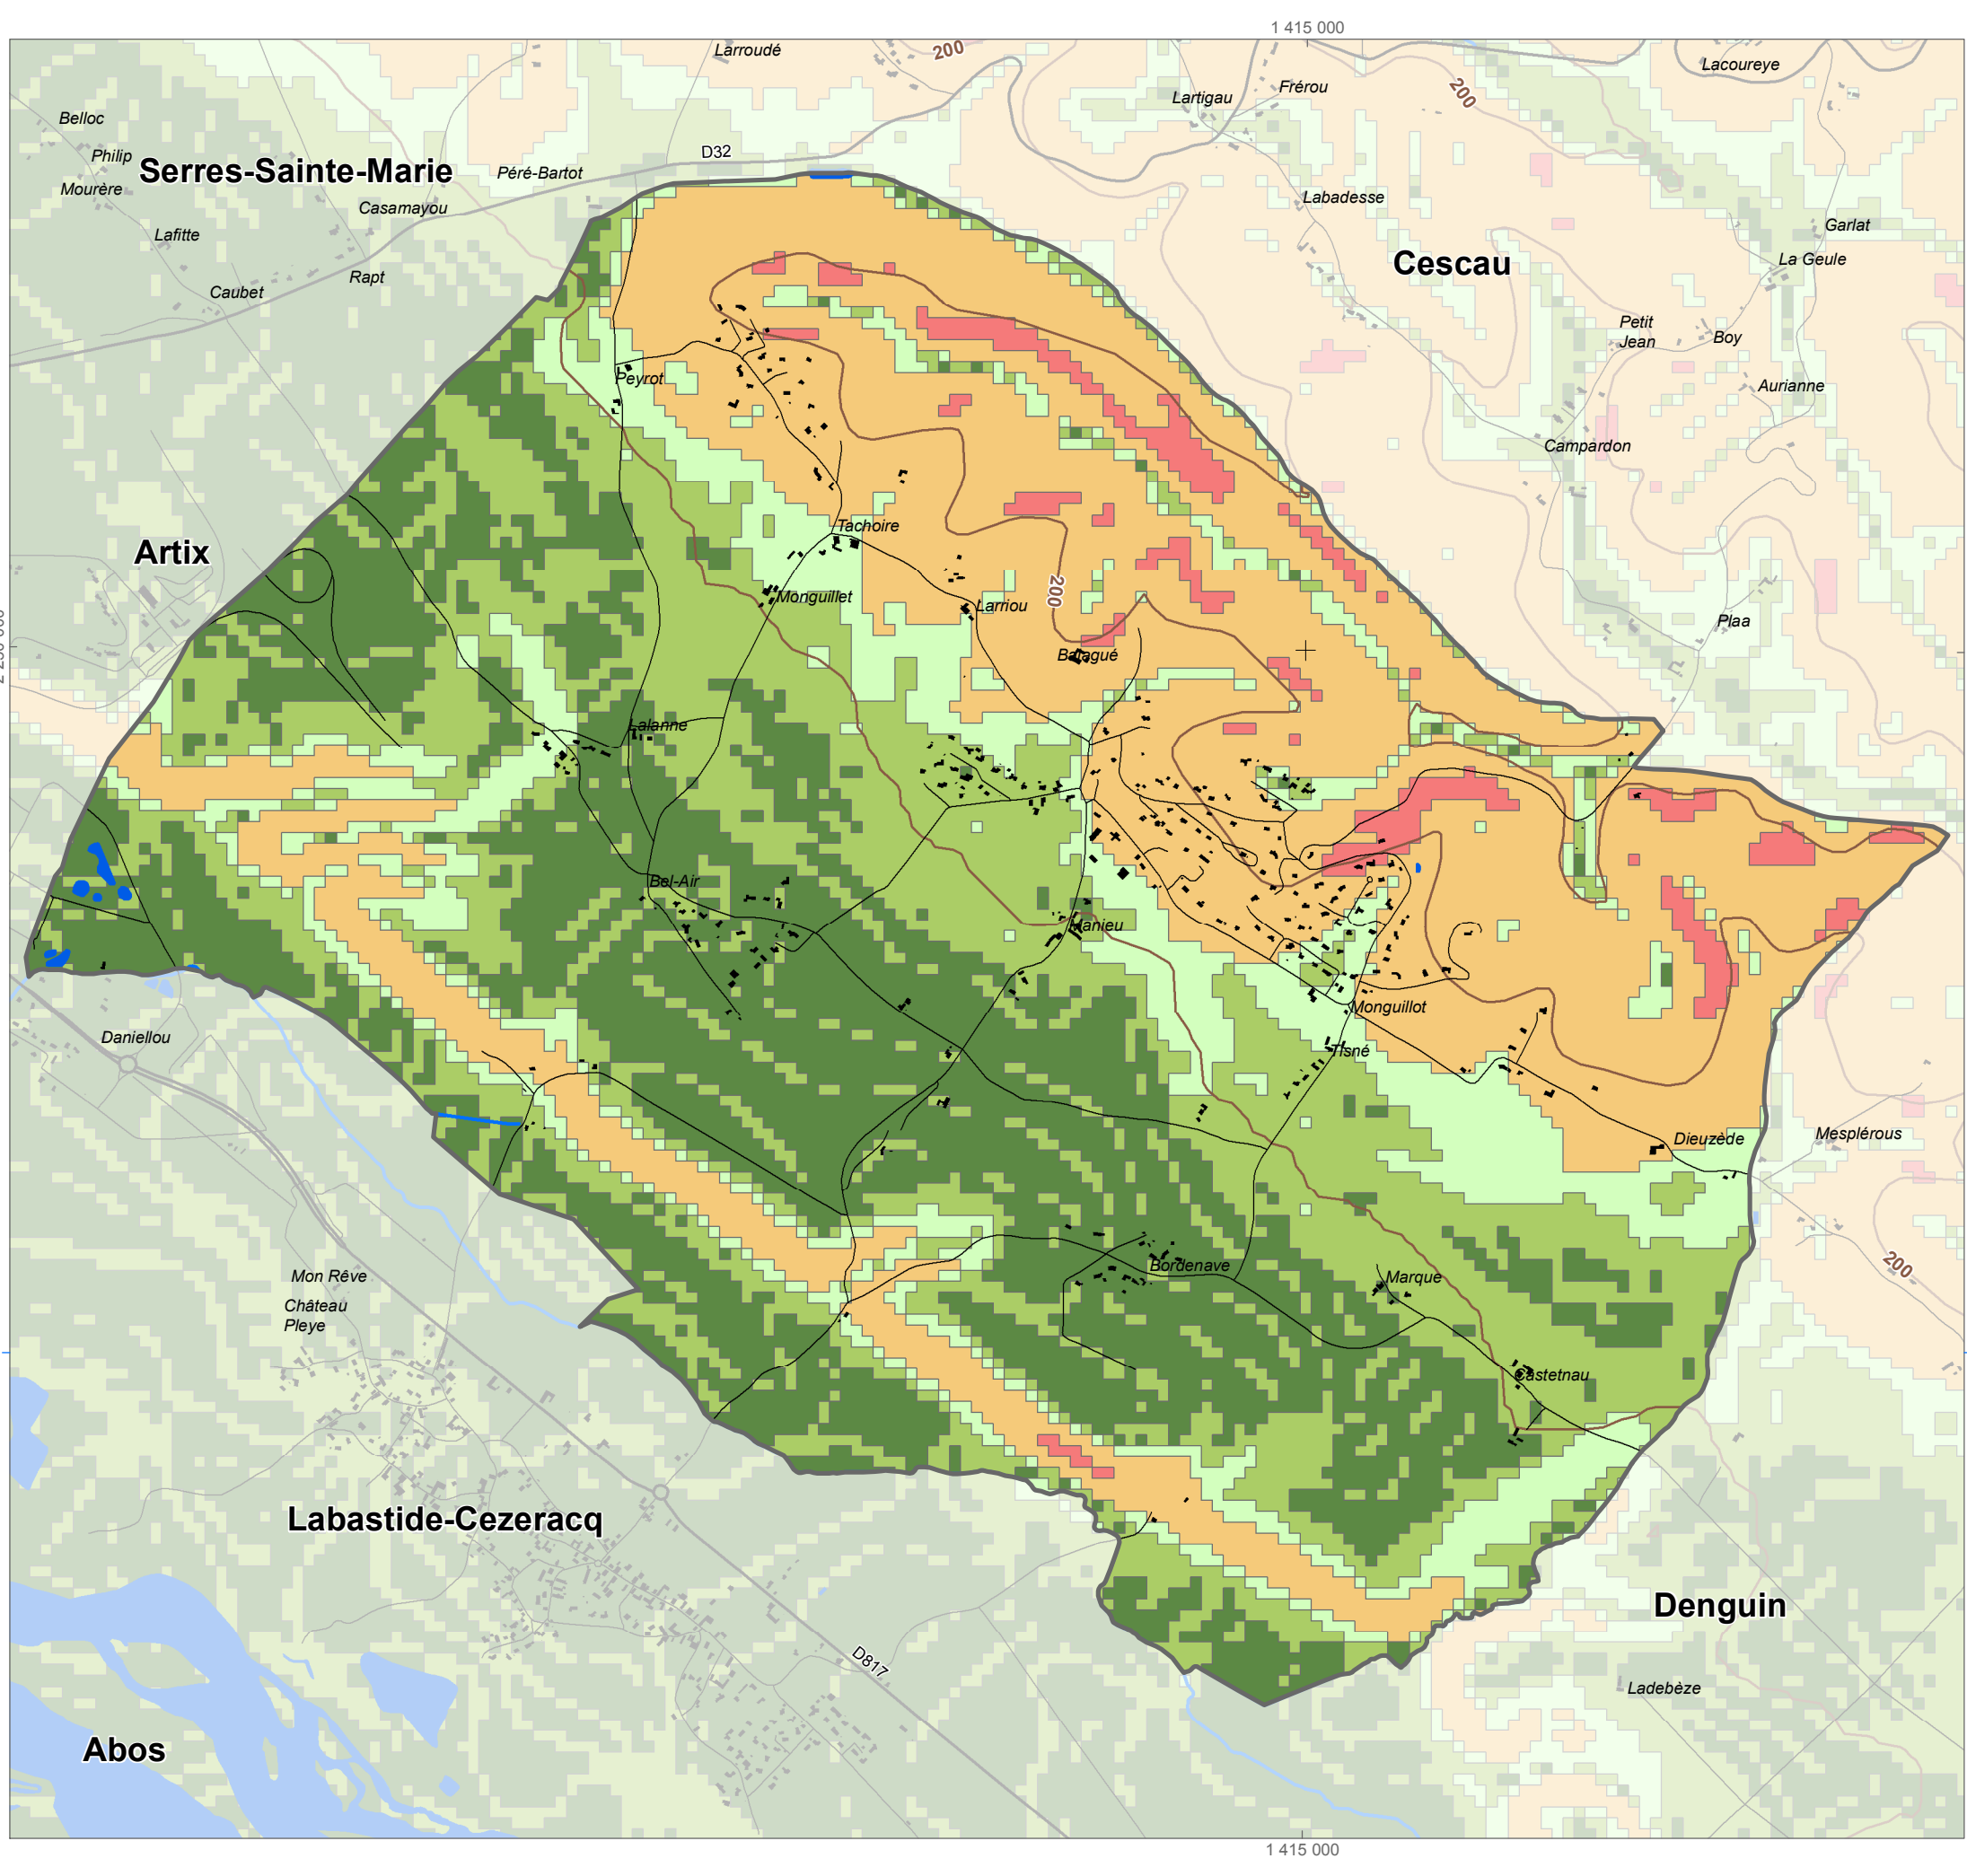 1 415 000
Larroudé
200
Lacoureye
Frérou
200
Lartigau
Belloc
D32
Philip
Serres-Sainte-Marie
Péré-Bartot
Mourère
Labadesse
Casamayou
Garlat
Lafitte
La Geule
Cescau
Rapt
Caubet
Petit
Jean
Boy
Peyrot
Aurianne
Campardon
Tachoire
Artix
200
Monguillet
Larriou
Plaa
Balagué
Lalanne
Bel-Air
Manieu
Monguillot
Daniellou
Tisné
Dieuzède
Mesplérous
200
Bordenave
Mon Rêve
Marque
Château
Pleye
Castetnau
Labastide-Cezeracq
Denguin
D817
Ladebèze
Abos
1 415 000